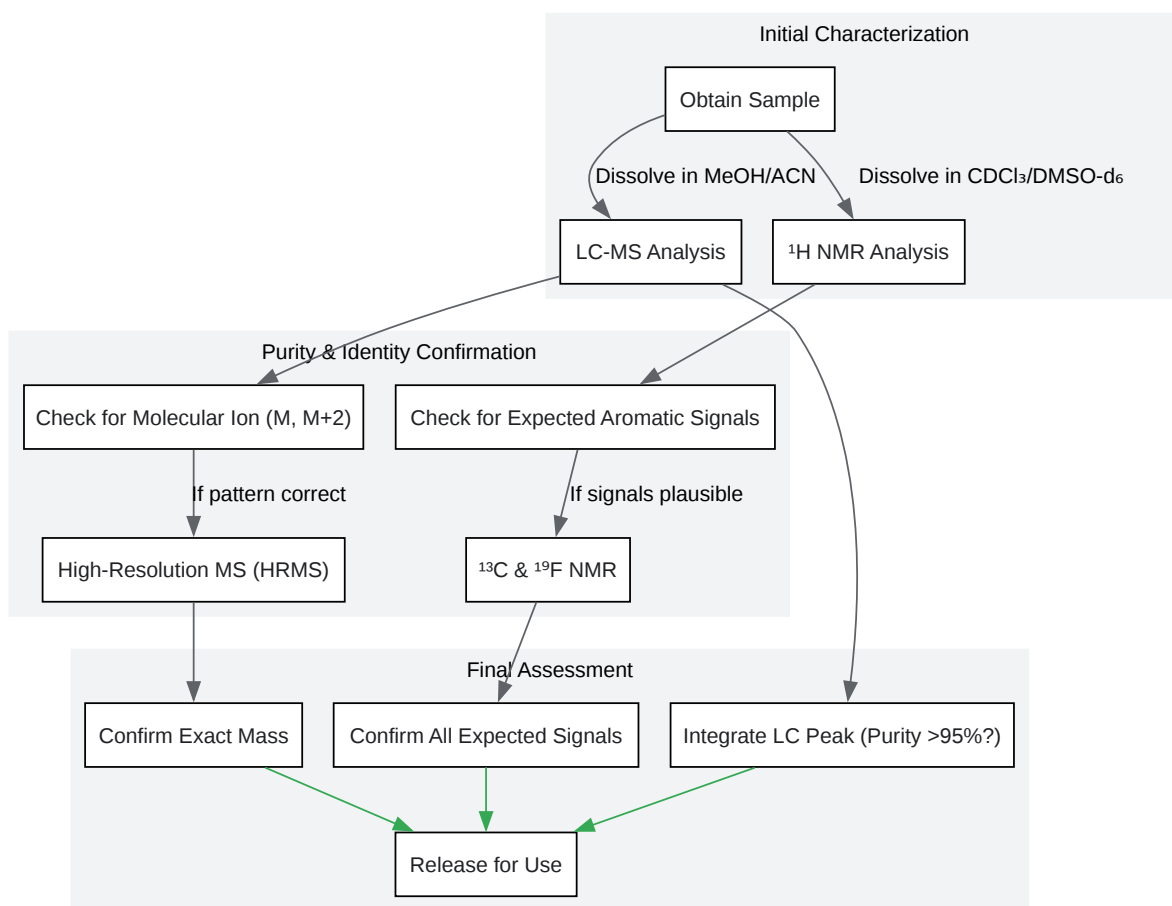 Initial Characterization
Obtain Sample
Dissolve in MeOH/ACN
Dissolve in CDCl₃/DMSO-d₆
LC-MS Analysis
¹H NMR Analysis
Purity & Identity Confirmation
Check for Molecular Ion (M, M+2)
Check for Expected Aromatic Signals
If pattern correct
If signals plausible
High-Resolution MS (HRMS)
¹³C & ¹⁹F NMR
Final Assessment
Confirm Exact Mass
Confirm All Expected Signals
Integrate LC Peak (Purity >95%?)
Release for Use